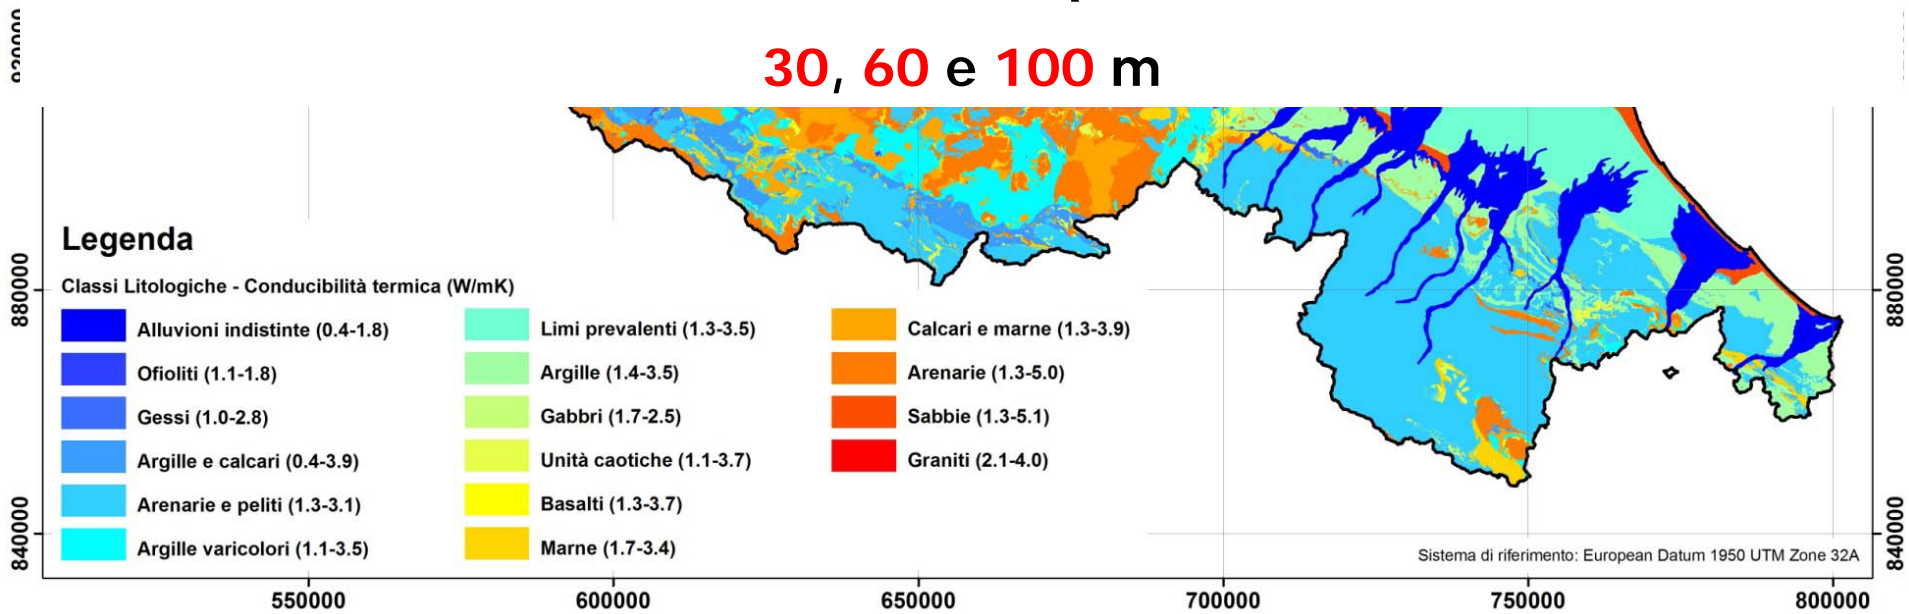 30, 60 e 100 m
Legenda
Classi Litologiche - Conducibilità termica (W/mK)
Alluvioni indistinte (0.4-1.8)
Ofioliti (1.1-1.8)
Gessi (1.0-2.8)
Argille e calcari (0.4-3.9)
Arenarie e peliti (1.3-3.1)
Argille varicolori (1.1-3.5)
Limi prevalenti (1.3-3.5)
Argille (1.4-3.5)
Gabbri (1.7-2.5)
Unità caotiche (1.1-3.7)
Basalti (1.3-3.7)
Marne (1.7-3.4)
Calcari e marne (1.3-3.9)
Arenarie (1.3-5.0)
Sabbie (1.3-5.1)
Graniti (2.1-4.0)
880000
840000
880000
840000
Sistema di riferimento: European Datum 1950 UTM Zone 32A
550000
600000
650000
700000
750000
800000